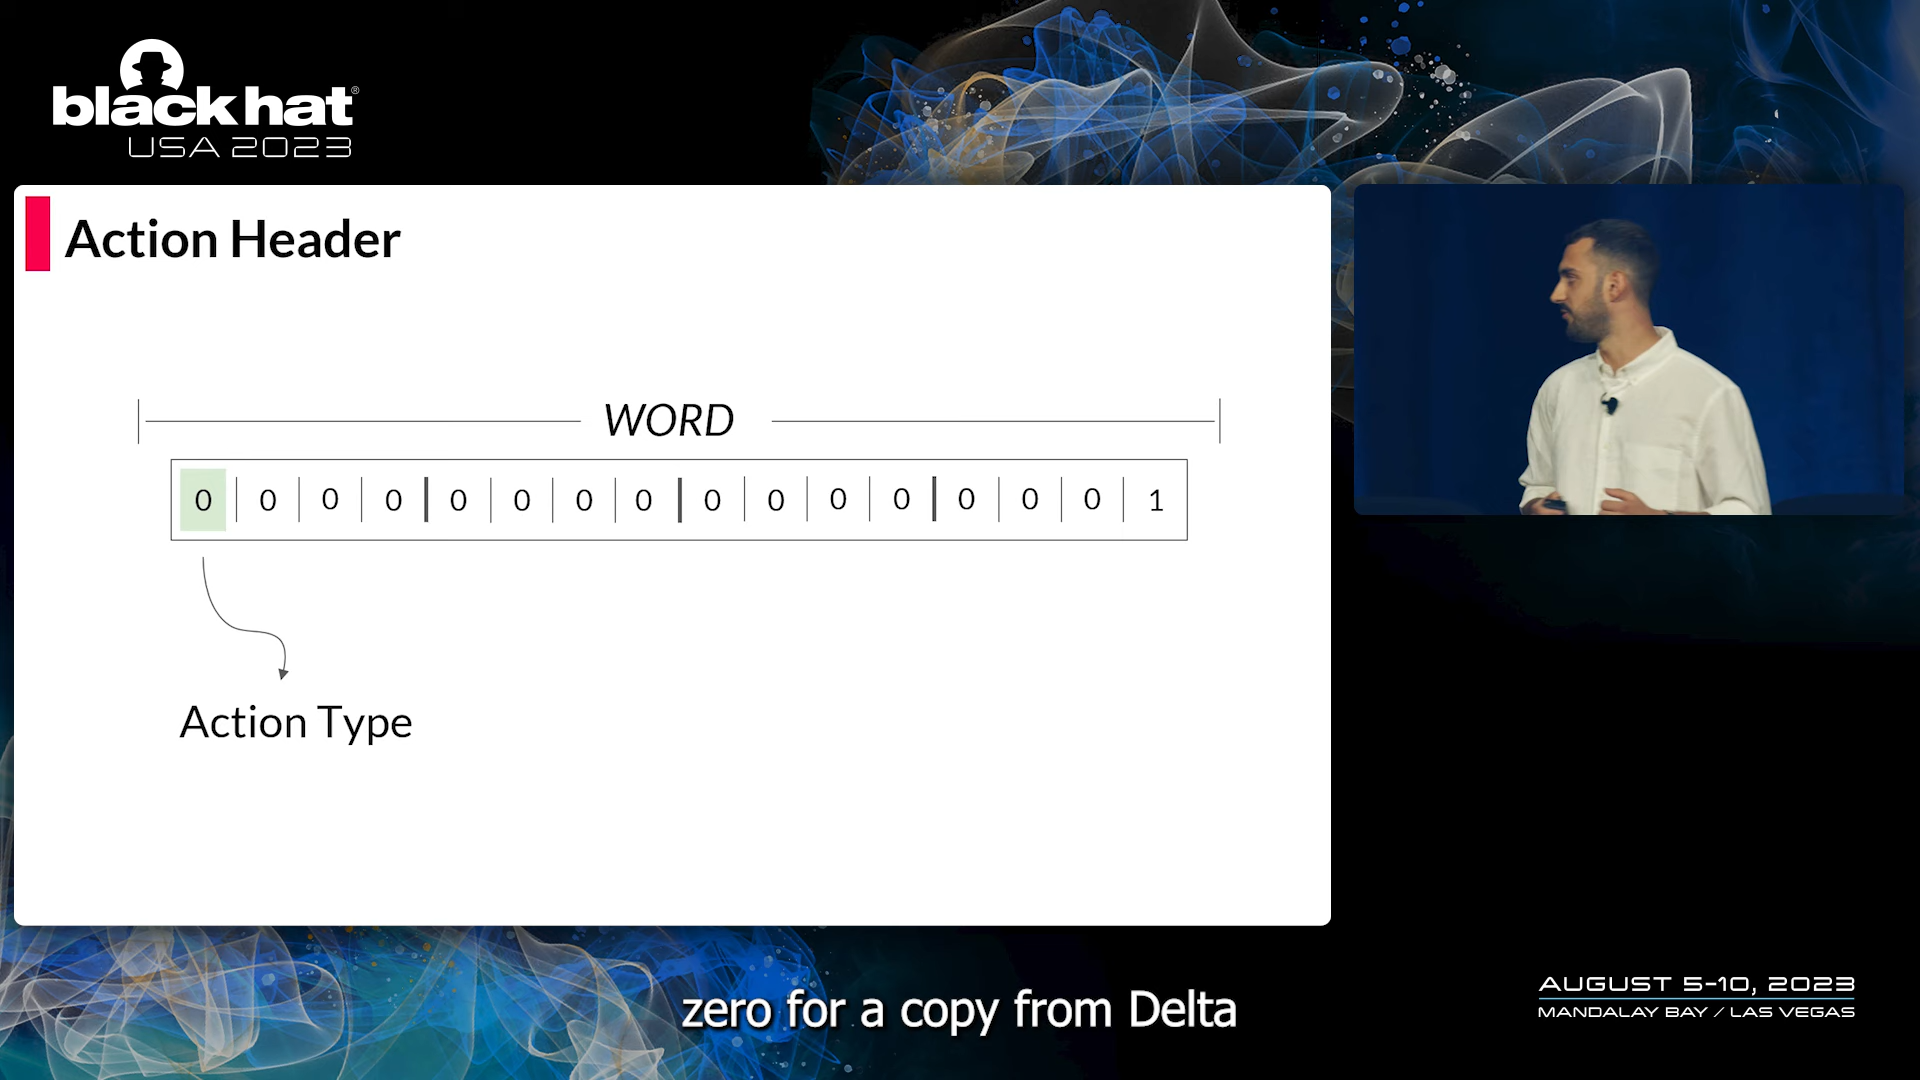 black hat®
USA 2023
Action Header
WORD
0 0 0 0 0 0 0 0 0 0 0 0 0 0 0 1
Action Type
zero for a copy from Delta
AUGUST 5-10, 2023
MANDALAY BAY / LAS VEGAS